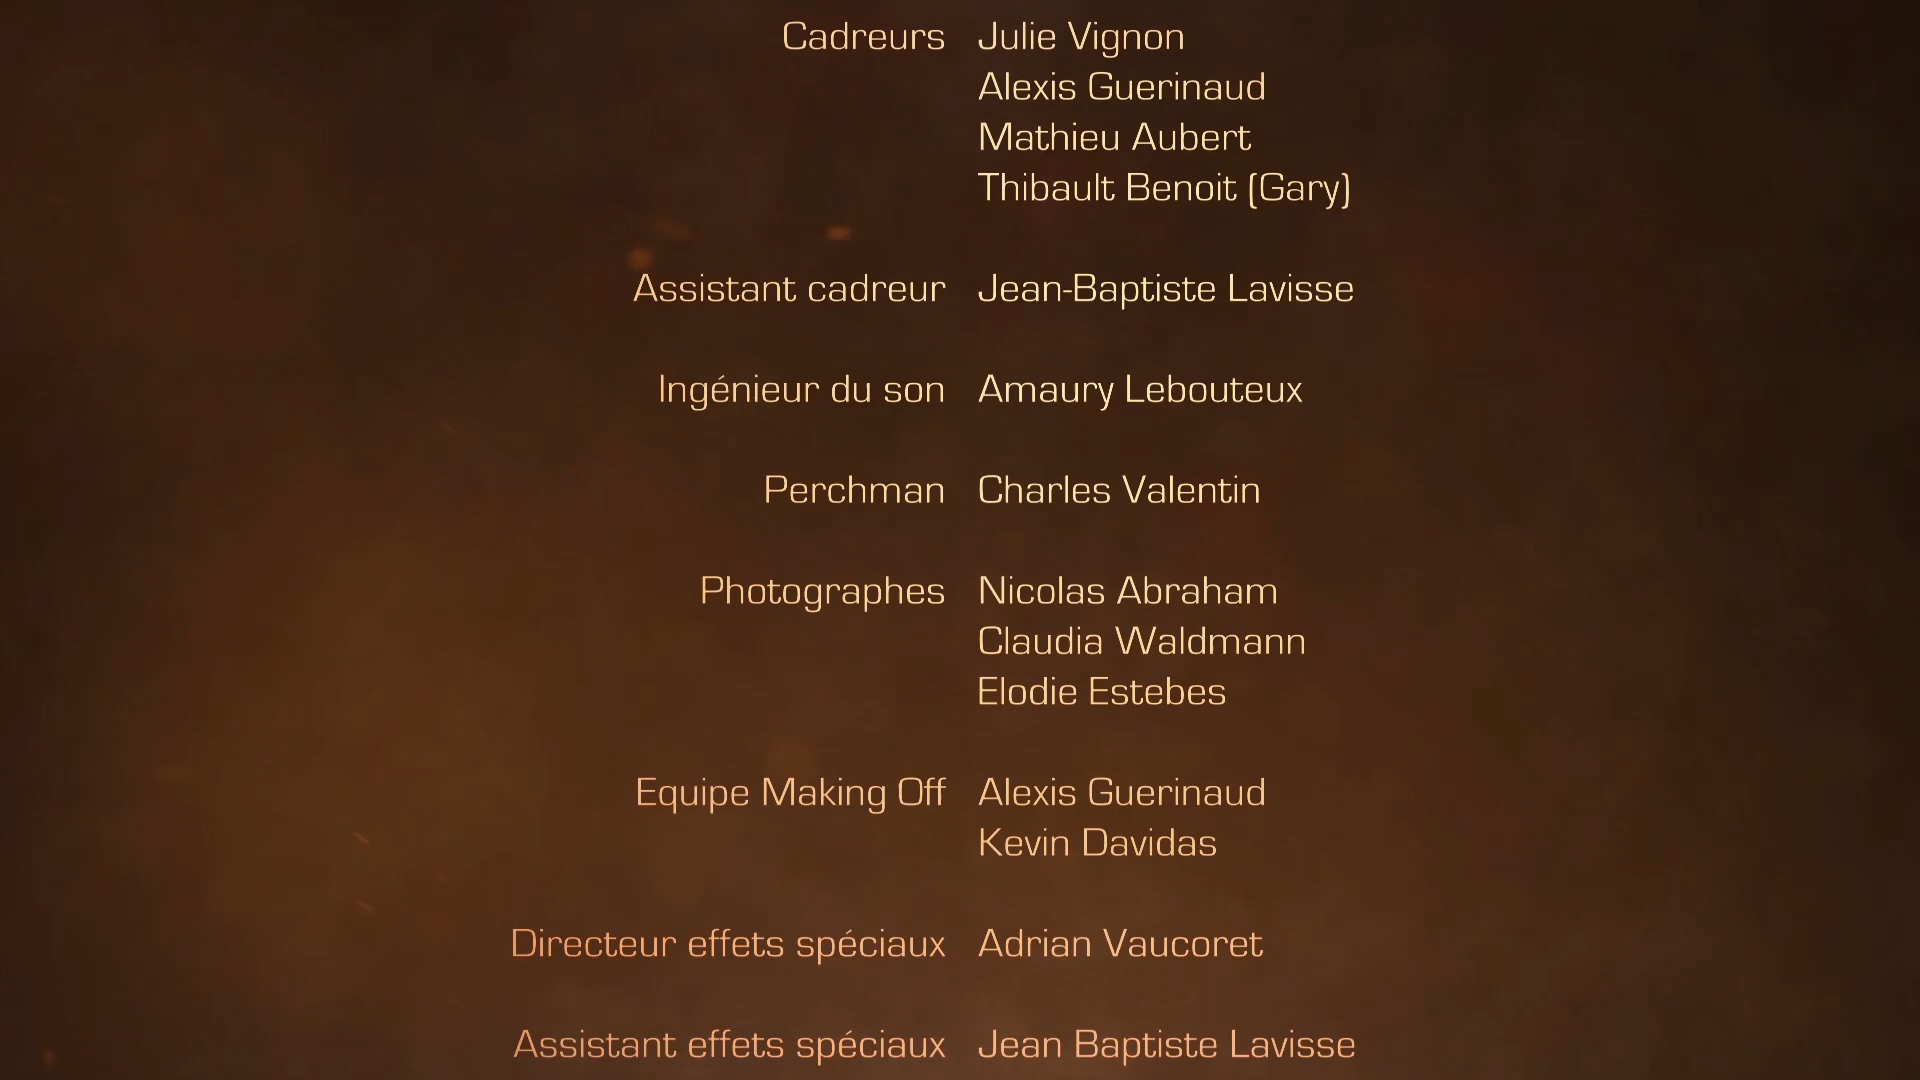 Cadreurs Julie Vignon
Alexis Guerinaud
Mathieu Aubert
Thibault Benoit (Gary)
Assistant cadreur Jean-Baptiste Lavisse
Ingénieur du son Amaury Lebouteux
Perchman Charles Valentin
Photographes Nicolas Abraham
Claudia Waldmann
Elodie Estebes
Equipe Making Off Alexis Guerinaud
Kevin Davidas
Directeur effets spéciaux Adrian Vaucoret
Assistant effets spéciaux Jean Baptiste Lavisse